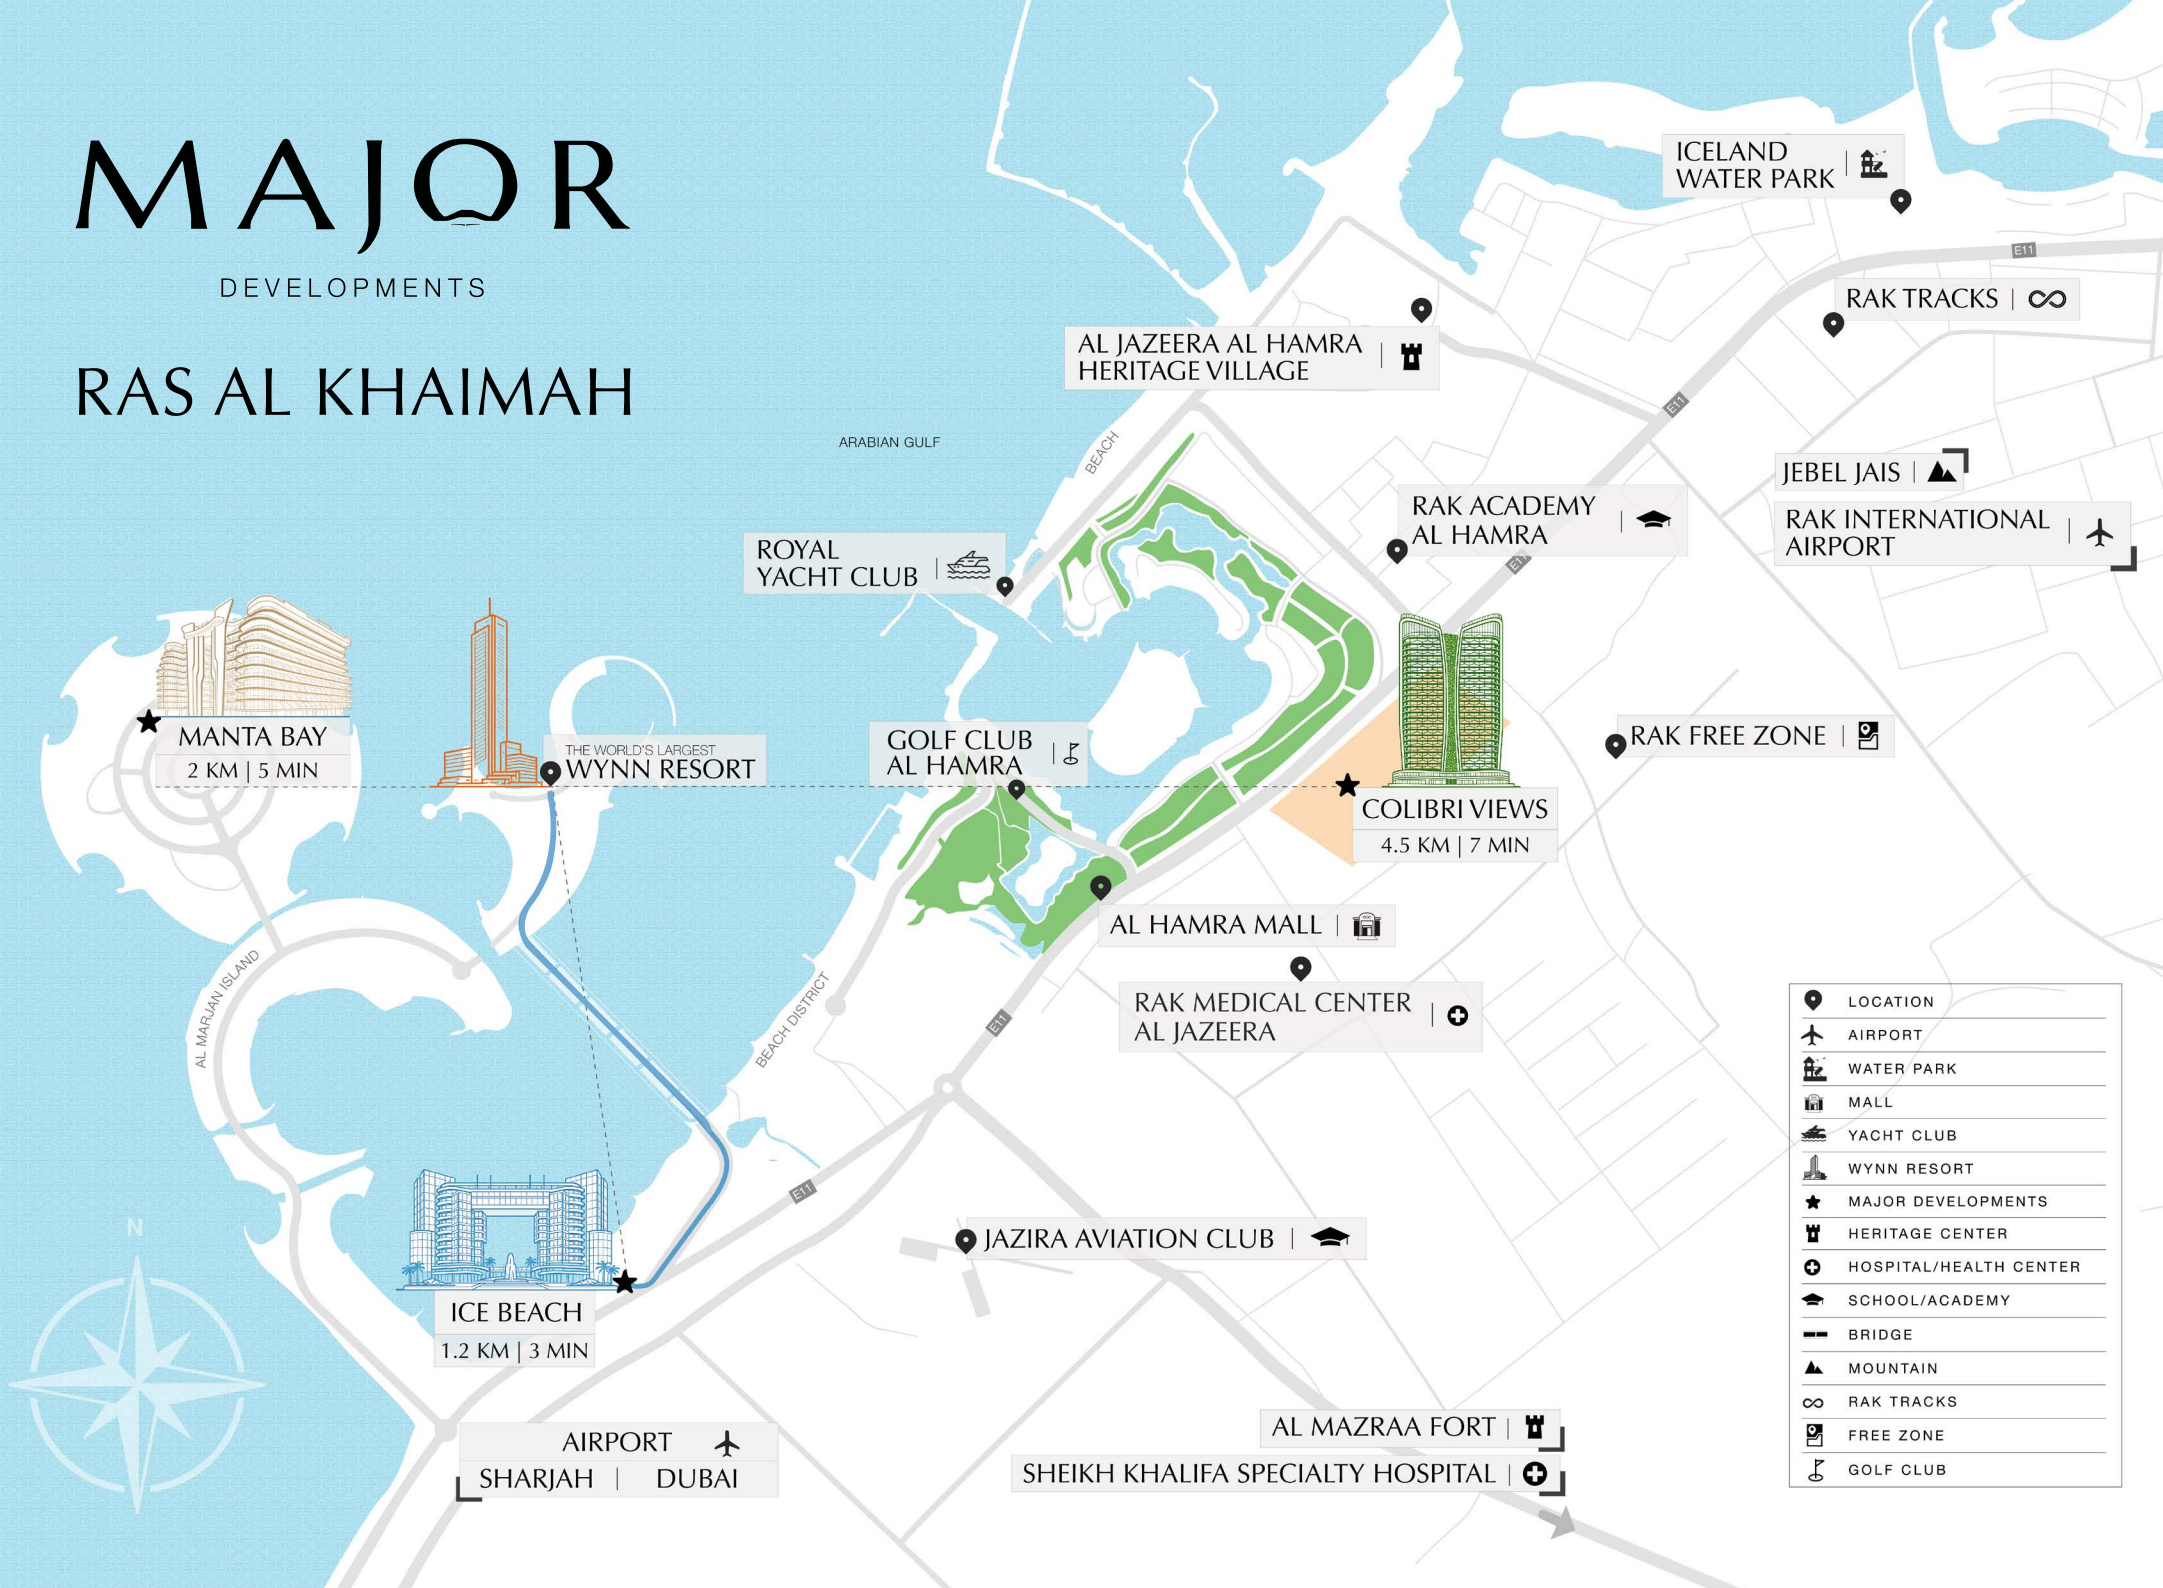 MAJOR
DEVELOPMENTS
RAS AL KHAIMAH
ARABIAN GULF
ICELAND
WATER PARK
E11
RAK TRACKS
AL JAZEERA AL HAMRA
HERITAGE VILLAGE
E11
BEACH
JEBEL JAIS
RAK INTERNATIONAL
AIRPORT
RAK ACADEMY
AL HAMRA
E11
ROYAL
YACHT CLUB
MANTA BAY
2 KM | 5 MIN
THE WORLD'S LARGEST
WYNN RESORT
GOLF CLUB
AL HAMRA
RAK FREE ZONE
COLIBRI VIEWS
4.5 KM | 7 MIN
AL HAMRA MALL
RAK MEDICAL CENTER
AL JAZEERA
AL MARJAN ISLAND
BEACH DISTRICT
E11
E11
JAZIRA AVIATION CLUB
N
ICE BEACH
1.2 KM | 3 MIN
AIRPORT
SHARJAH | DUBAI
AL MAZRAA FORT
SHEIKH KHALIFA SPECIALTY HOSPITAL
LOCATION
AIRPORT
WATER PARK
MALL
YACHT CLUB
WYNN RESORT
MAJOR DEVELOPMENTS
HERITAGE CENTER
HOSPITAL/HEALTH CENTER
SCHOOL/ACADEMY
BRIDGE
MOUNTAIN
RAK TRACKS
FREE ZONE
GOLF CLUB